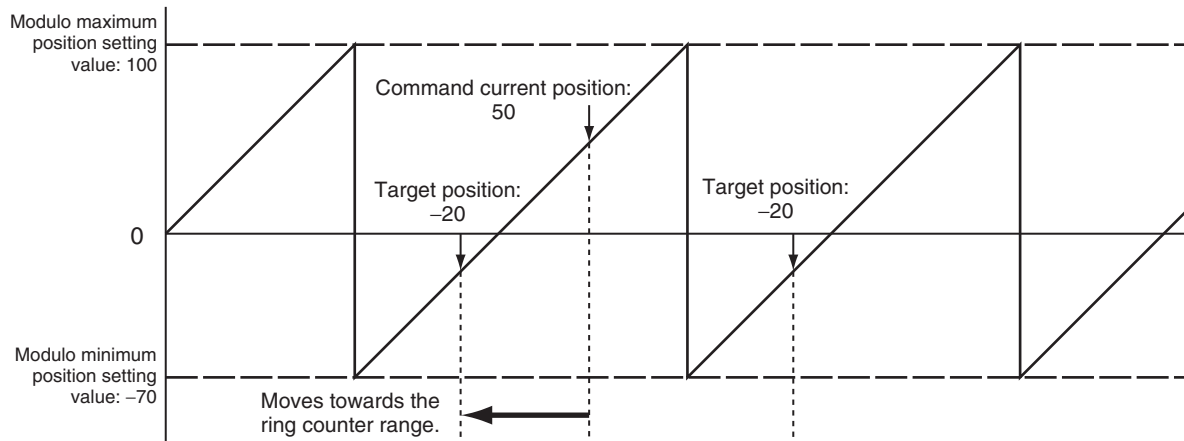 Modulo maximum
position setting
value: 100
Command current position:
50
Target position:
–20
Target position:
–20
0
Modulo minimum
position setting
value: –70
Moves towards the
ring counter range.